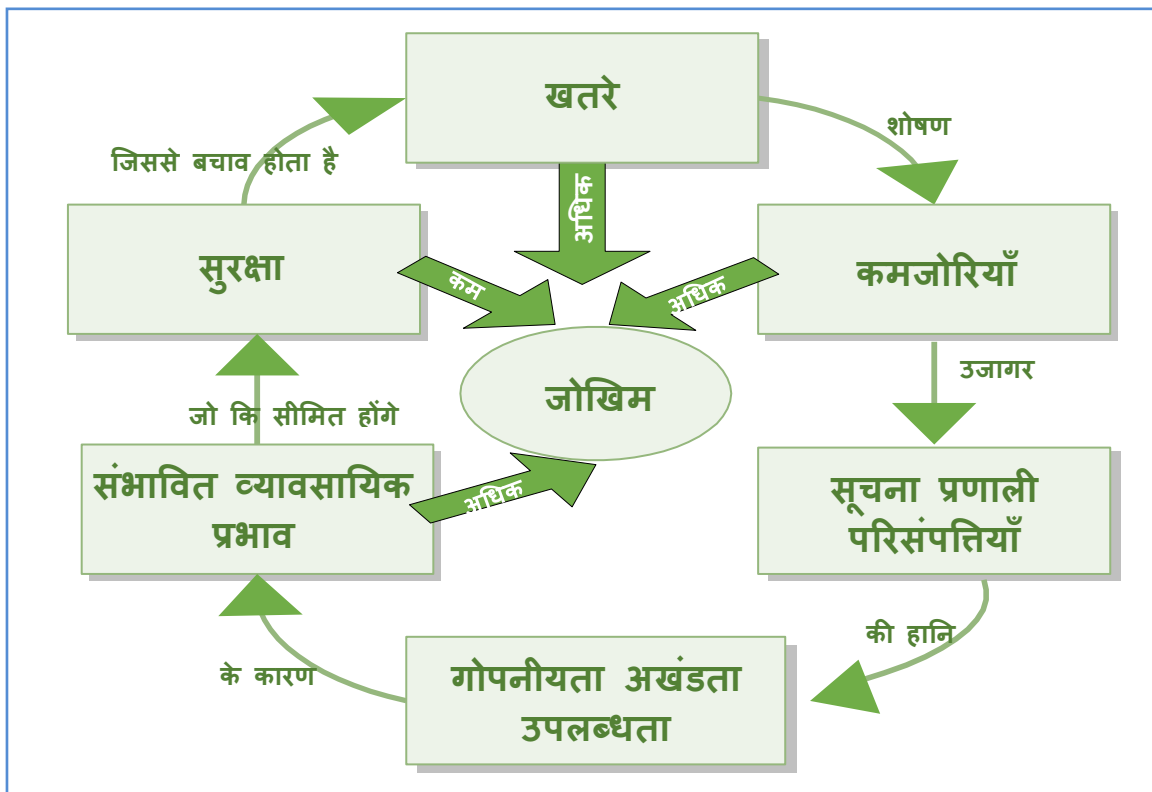 खतरे
शोषण
जिससे बचाव होता है
अधिक
सुरक्षा
कमजोरियाँ
कम
अधिक
उजागर
जोखिम
जो कि सीमित होंगे
संभावित व्यावसायिक
प्रभाव
अधिक
सूचना प्रणाली
परिसंपत्तियाँ
की हानि
के कारण
गोपनीयता अखंडता
उपलब्धता